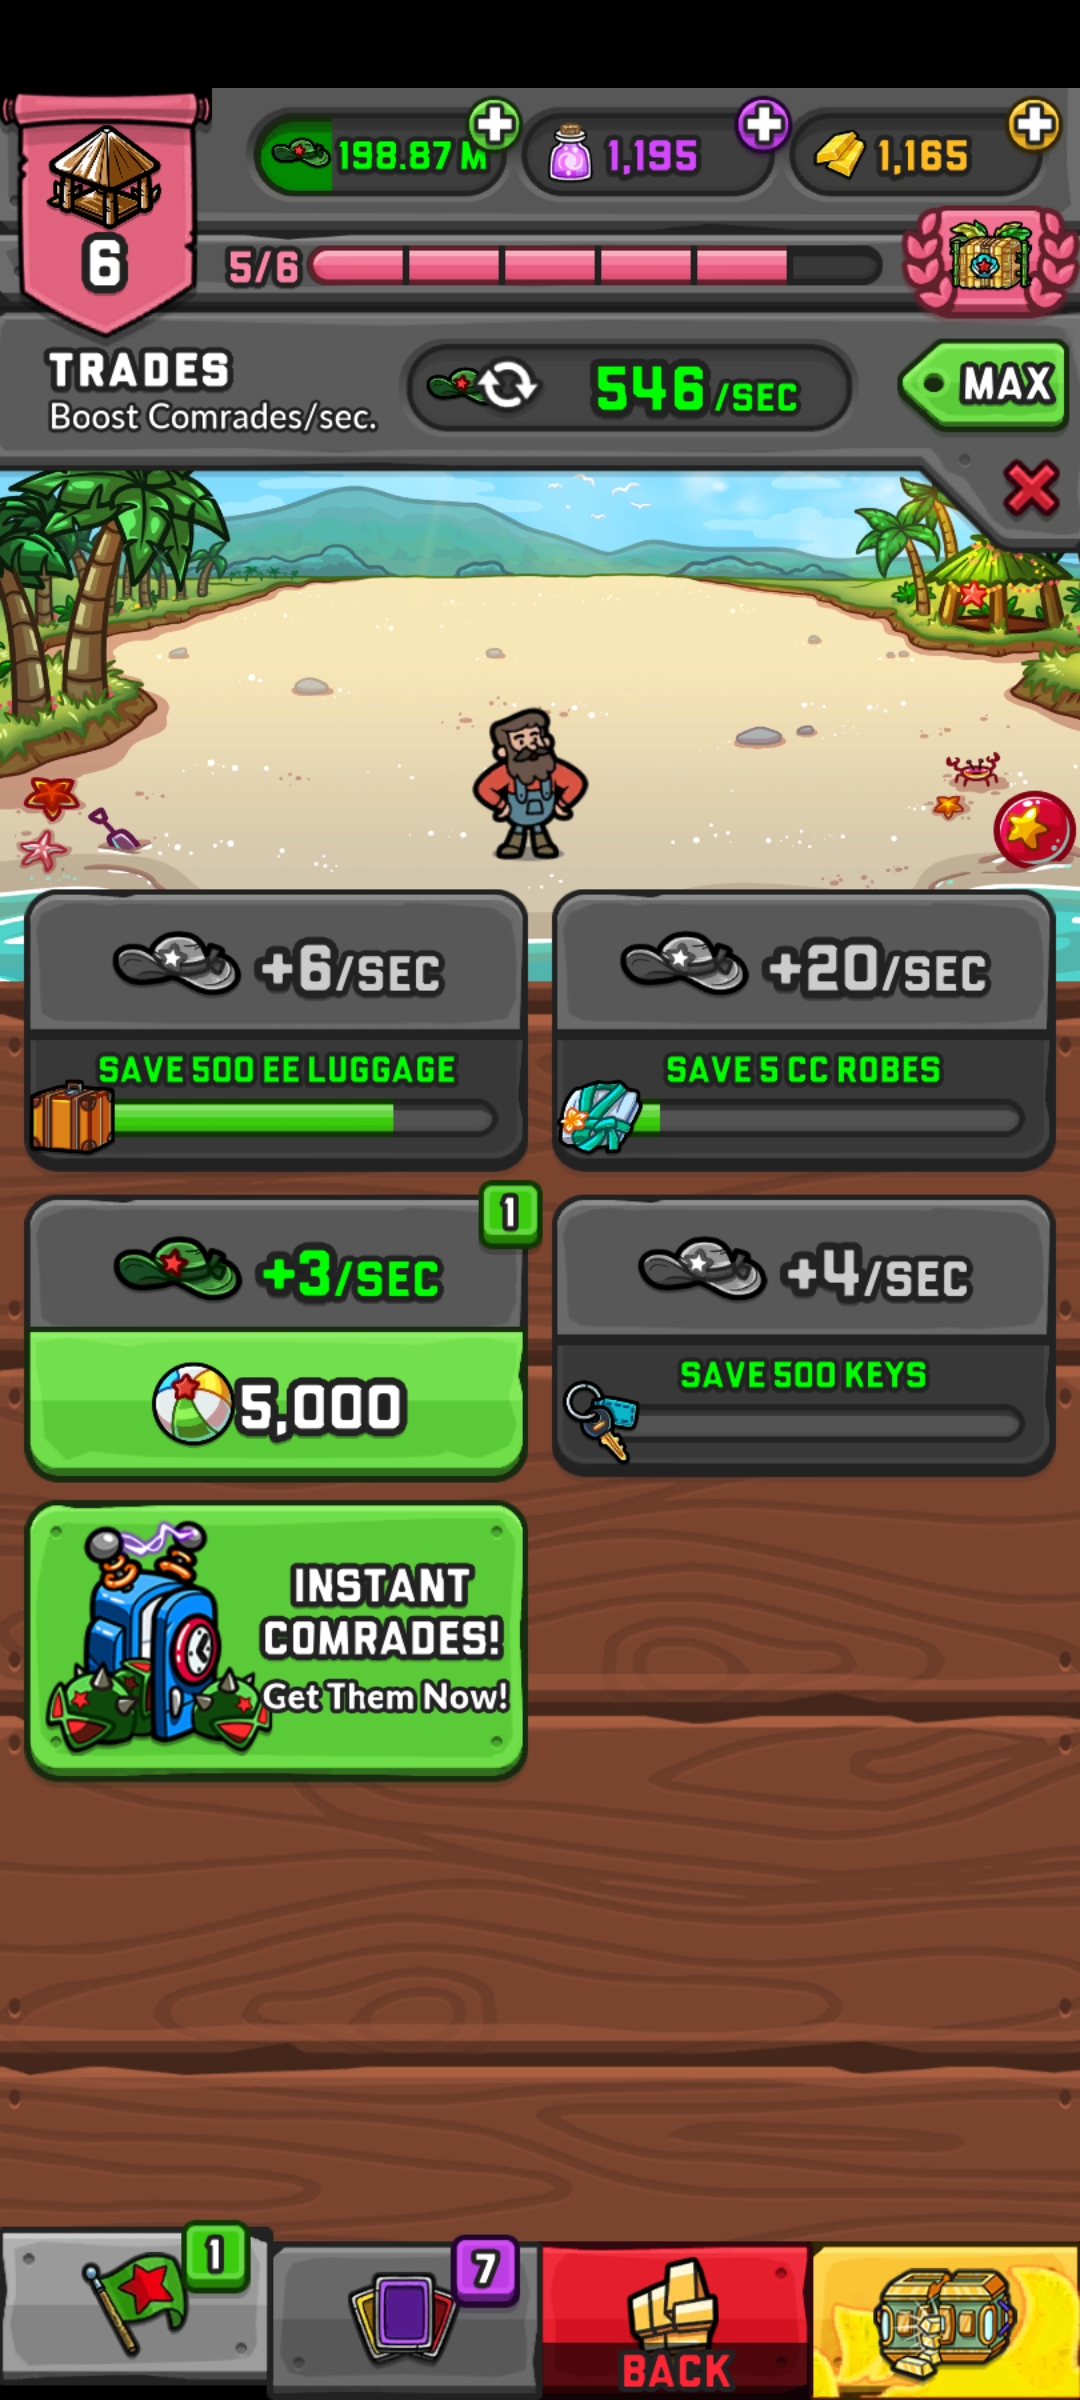 198.87 M
1,195
1,165
6
5/6
TRADES
Boost Comrades/sec.
546/SEC
MAX
+6/SEC
SAVE 500 EE LUGGAGE
+20/SEC
SAVE 5 CC ROBES
1
+3/SEC
5,000
+4/SEC
SAVE 500 KEYS
INSTANT
COMRADES!
Get Them Now!
1
7
BACK